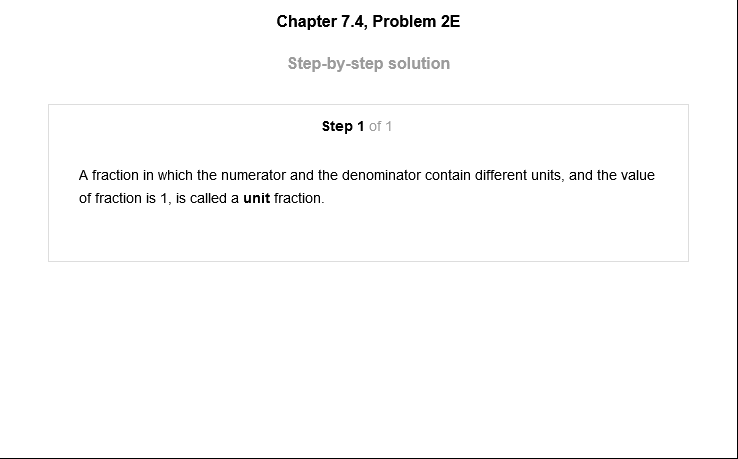 Chapter 7.4, Problem 2E
Step-by-step solution
Step 1 of 1
A fraction in which the numerator and the denominator contain different units, and the value
of fraction is 1, is called a unit fraction.